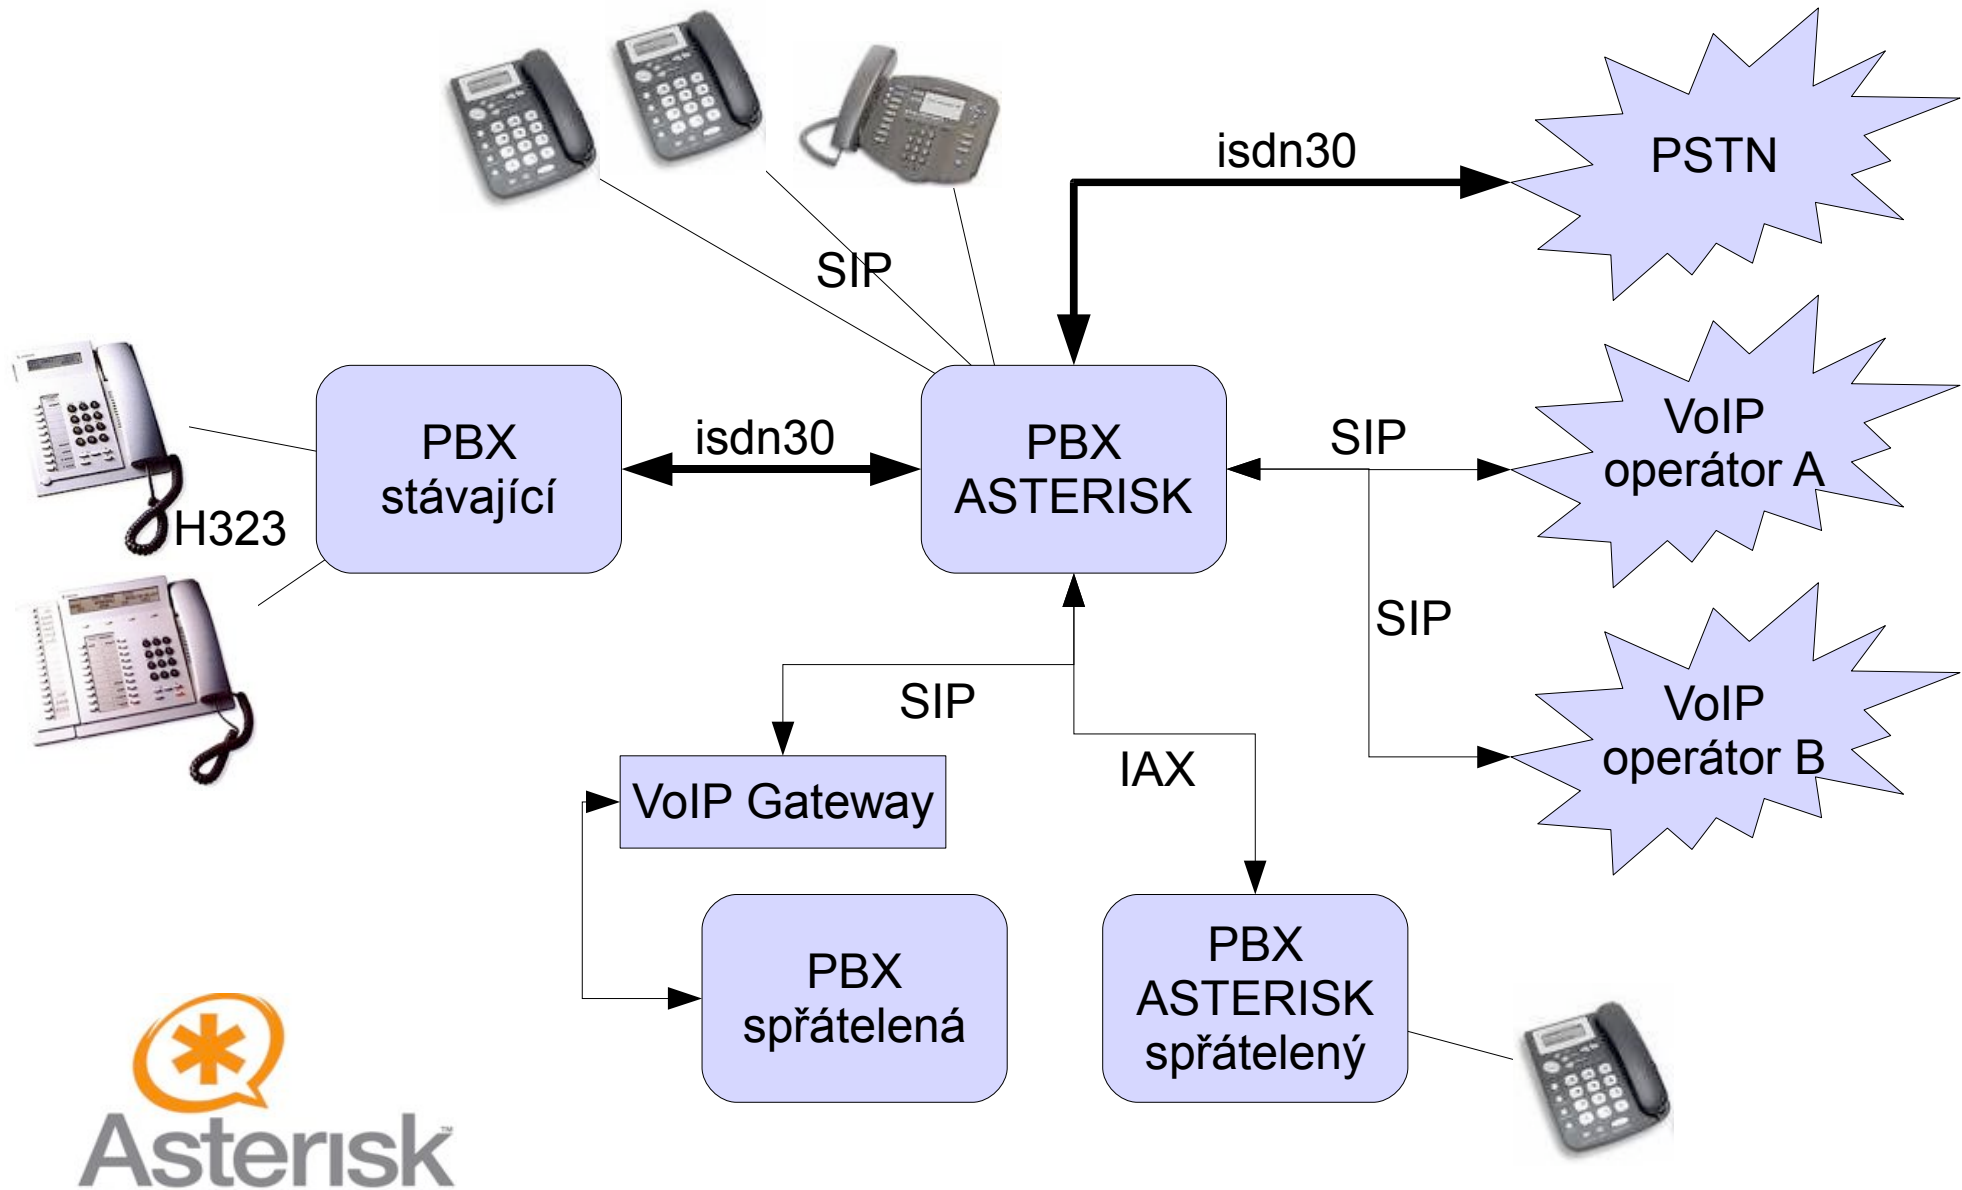 isdn30
PSTN
SIP
PBX
stávající
isdn30
PBX
ASTERISK
SIP
VoIP
operátor A
H323
SIP
SIP
VoIP
operátor B
IAX
VoIP Gateway
PBX
spřátelená
PBX
ASTERISK
spřátelený
Asterisk™